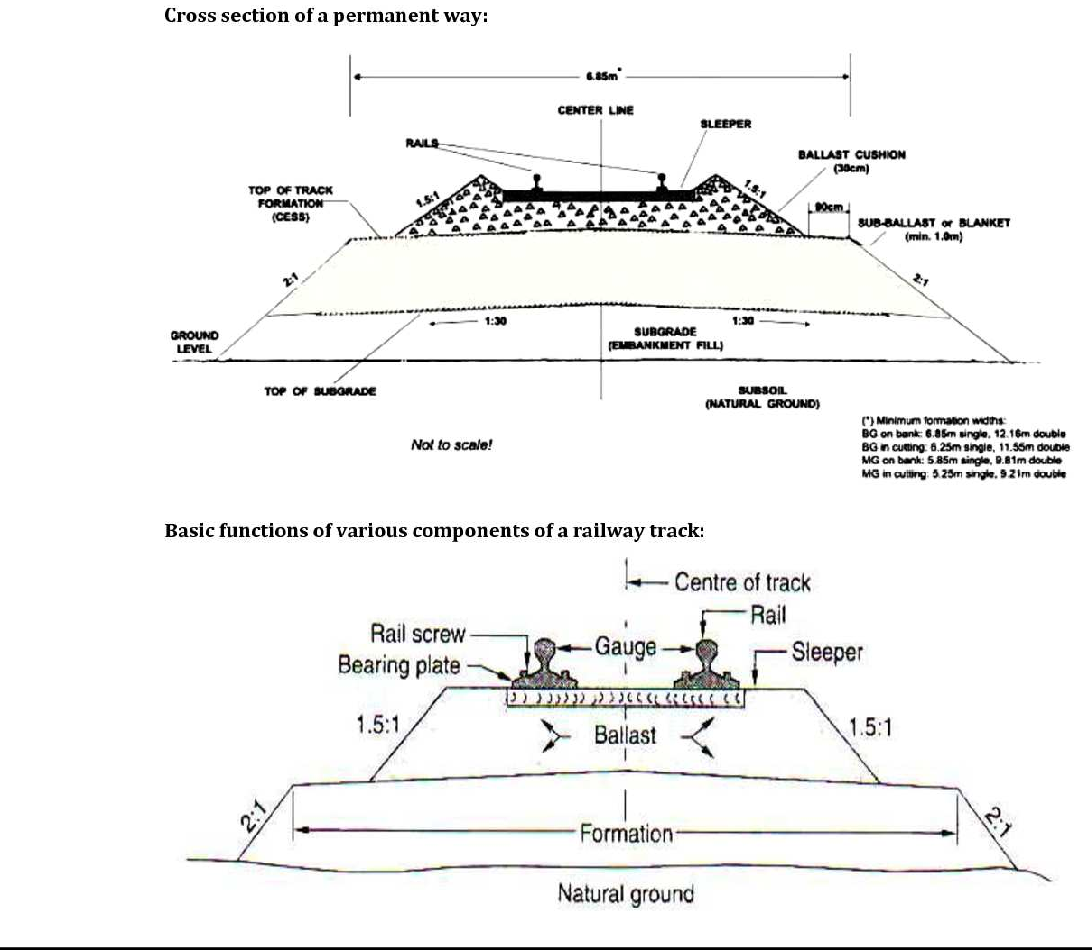 Cross section of a permanent way:
6.85m*
CENTER LINE
SLEEPER
RAILS
BALLAST CUSHION
(30cm)
1.5:1
1.5:1
TOP OF TRACK
FORMATION
(CESS)
90cm
SUB-BALLAST or BLANKET
(min. 1.0m)
2:1
2:1
1:30
1:30
GROUND
LEVEL
SUBGRADE
(EMBANKMENT FILL)
TOP OF SUBGRADE
SUBSOIL
(NATURAL GROUND)
Not to scale!
(*) Minimum formation widths:
BG on bank: 6.85m single, 12.16m double
BG in cutting: 6.25m single, 11.55m double
MG on bank: 5.85m single, 9.81m double
MG in cutting: 5.25m single, 9.21m double
Basic functions of various components of a railway track:
Centre of track
Rail
Rail screw
Gauge
Sleeper
Bearing plate
1.5:1
Ballast
1.5:1
2:1
Formation
2:1
Natural ground